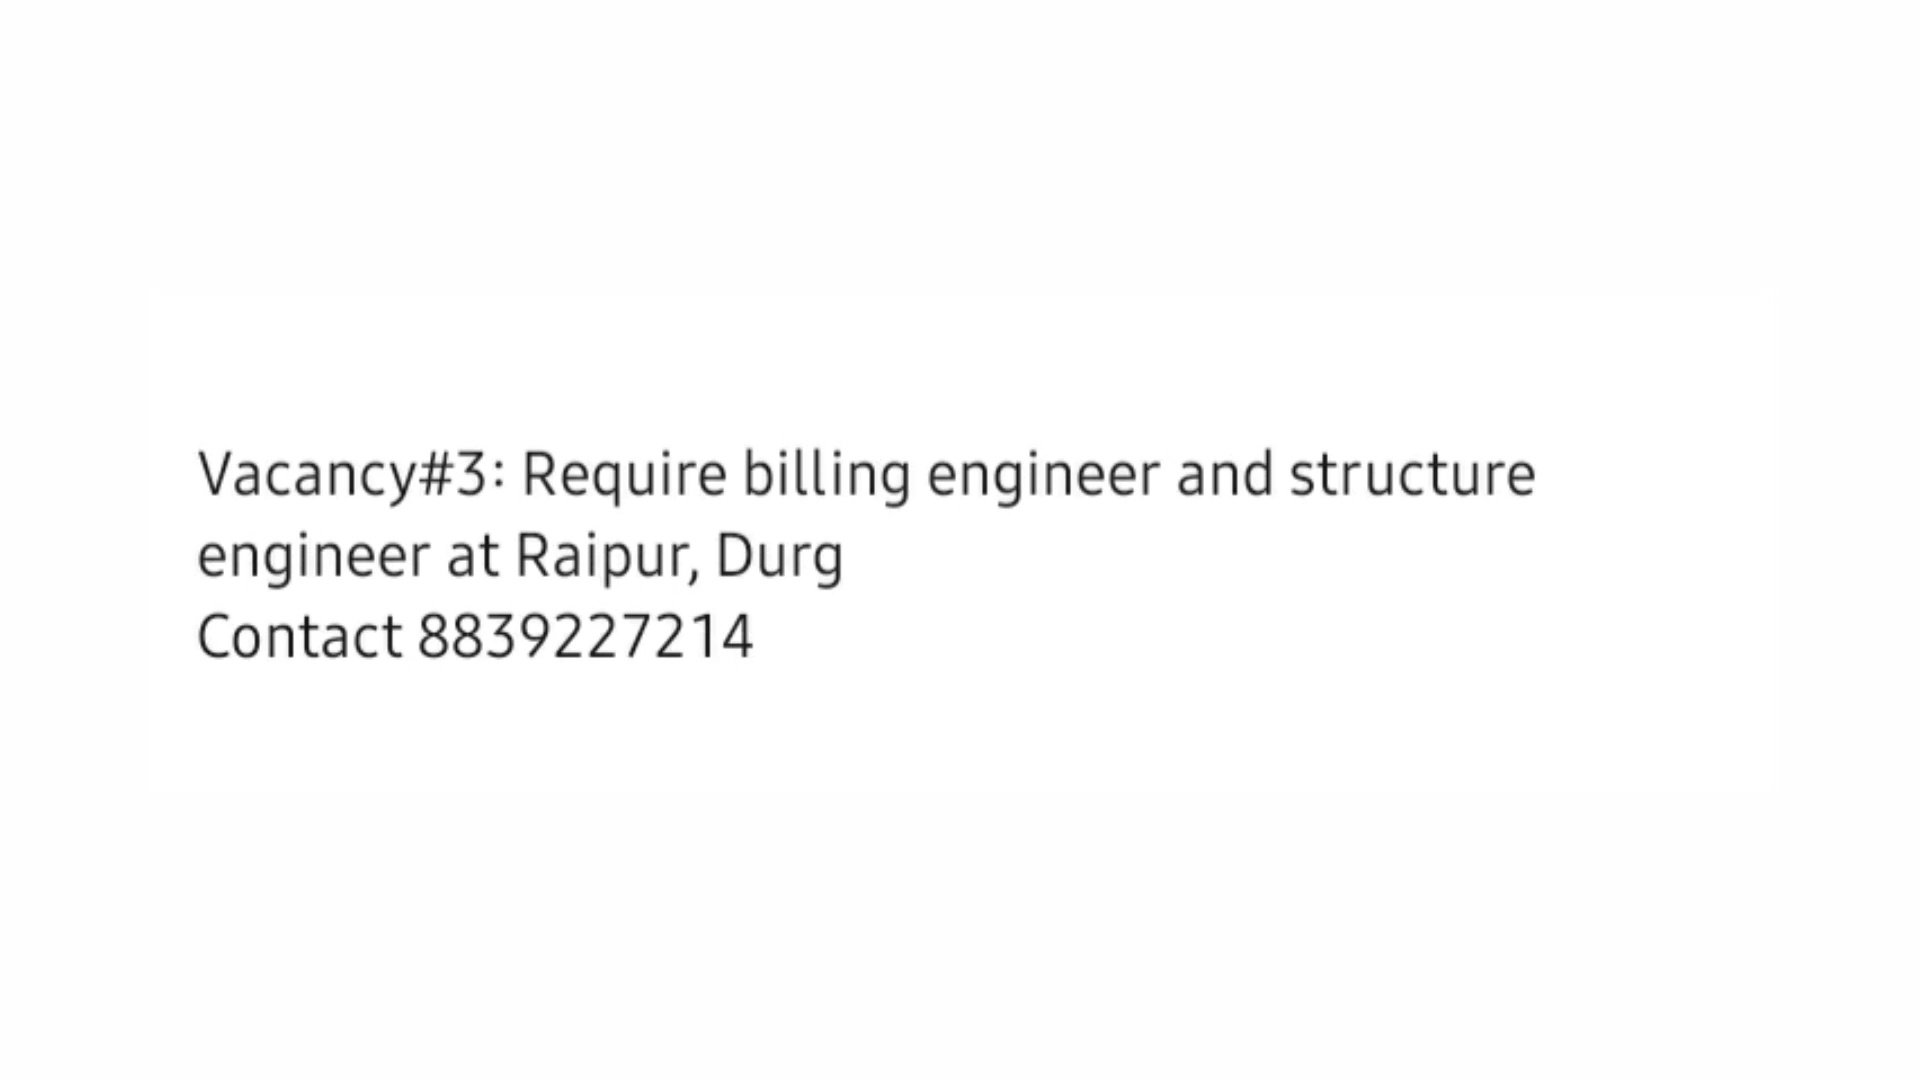 Vacancy#3: Require billing engineer and structure
engineer at Raipur, Durg
Contact 8839227214